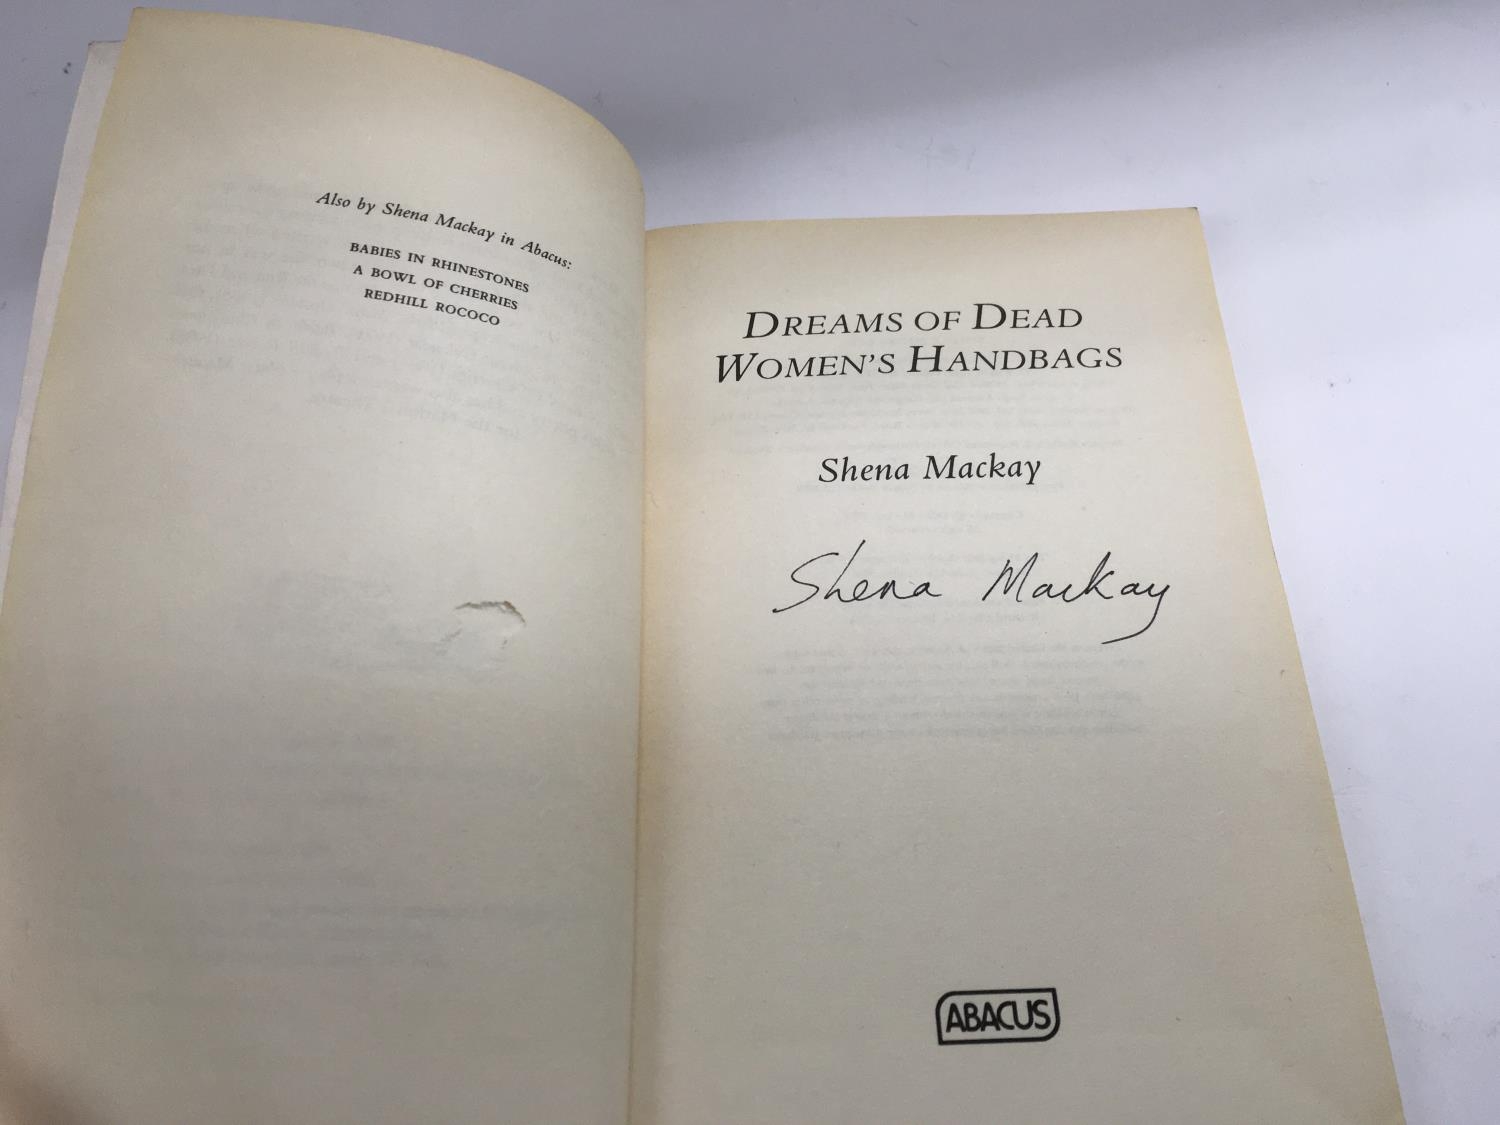 Also by Shena Mackay in Abacus:
BABIES IN RHINESTONES
A BOWL OF CHERRIES
REDHILL ROCOCO
DREAMS OF DEAD
WOMEN'S HANDBAGS
Shena Mackay
Shena Mackay
ABACUS